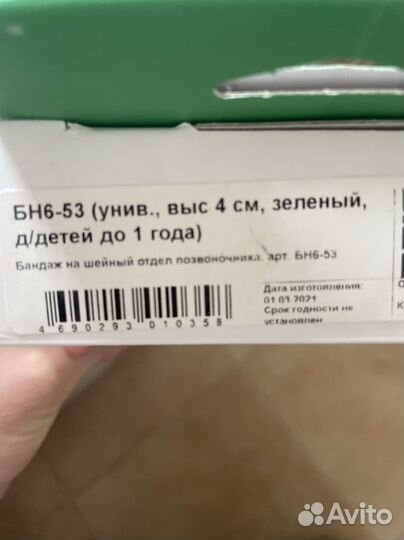 БН6-53 (унив., выс 4 см, зеленый,
д/детей до 1 года)
Бандаж на шейный отдел позвоночника, арт. БН6-53
Дата изготовления:
01.03.2021
Срок годности не
установлен
4 690293 010358
Avito